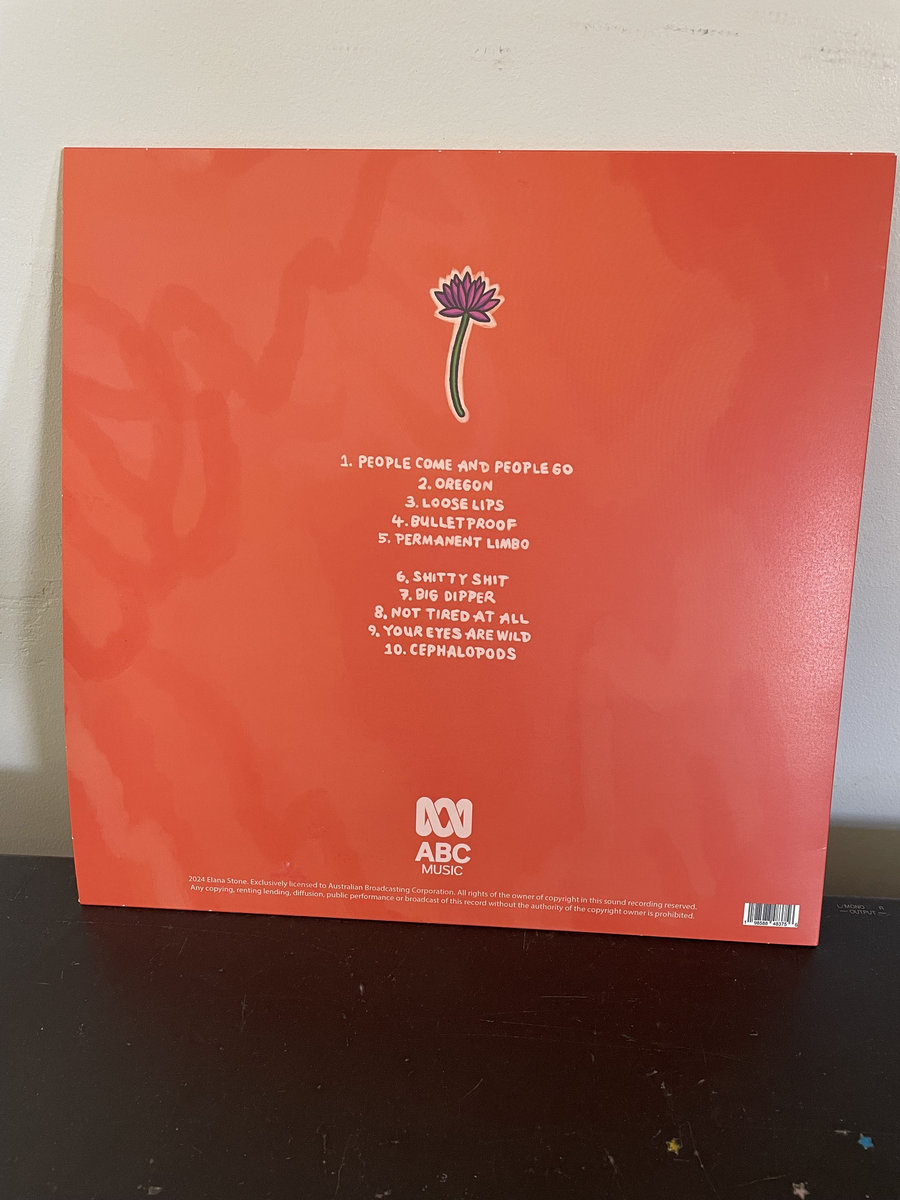 1. PEOPLE COME AND PEOPLE GO
2. OREGON
3. LOOSE LIPS
4. BULLETPROOF
5. PERMANENT LIMBO
6. SHITTY SHIT
7. BIG DIPPER
8. NOT TIRED AT ALL
9. YOUR EYES ARE WILD
10. CEPHALOPODS
ABC
MUSIC
2024 Elana Stone. Exclusively licensed to Australian Broadcasting Corporation. All rights of the owner of copyright in this sound recording reserved.
Any copying, renting lending, diffusion, public performance or broadcast of this record without the authority of the copyright owner is prohibited.
L/MONO R
OUTPUT